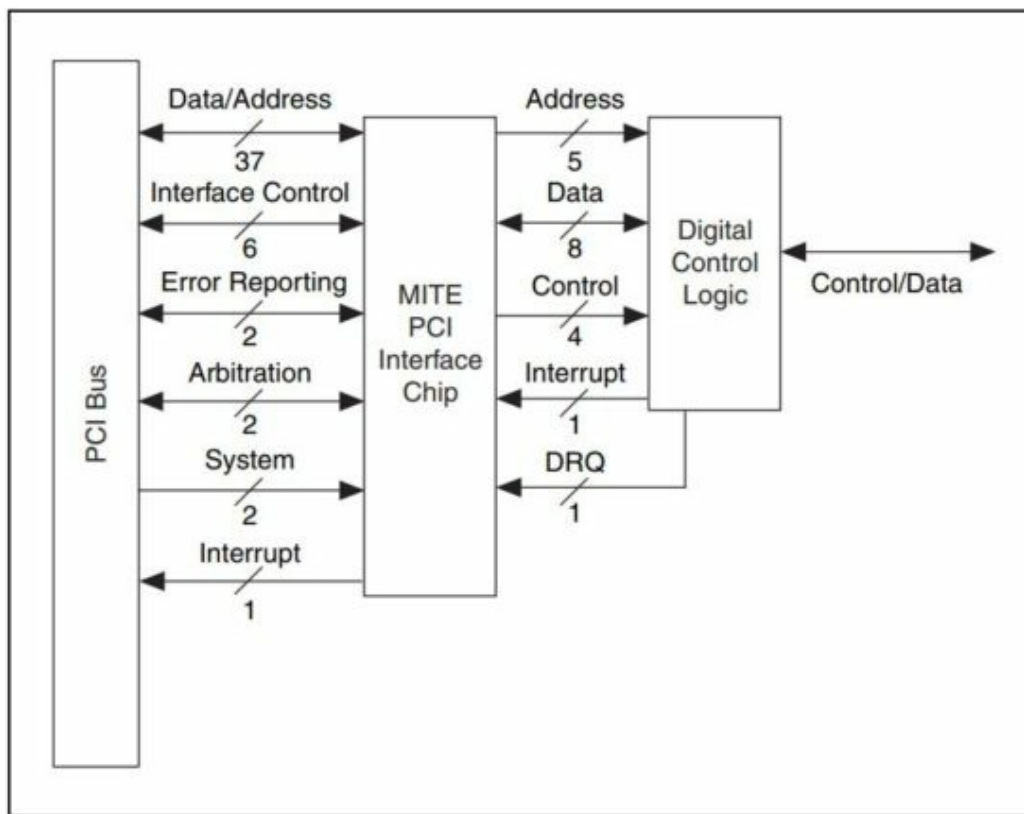 PCI Bus
Data/Address
37
Interface Control
6
Error Reporting
2
Arbitration
2
System
2
Interrupt
1
MITE
PCI
Interface
Chip
Address
5
Data
8
Control
4
Interrupt
1
DRQ
1
Digital
Control
Logic
Control/Data